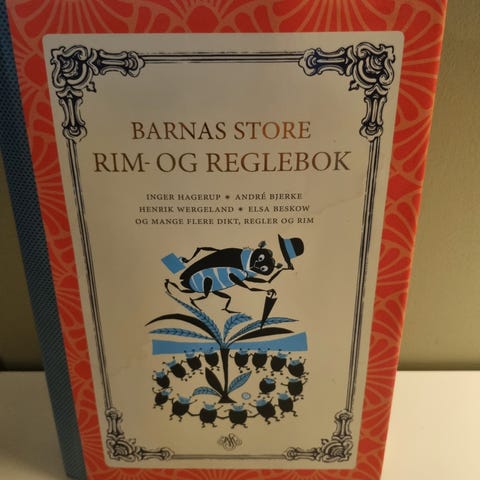 BARNAS STORE
RIM- OG REGLEBOK
INGER HAGERUP * ANDRÉ BJERKE
HENRIK WERGELAND * ELSA BESKOW
OG MANGE FLERE DIKT, REGLER OG RIM